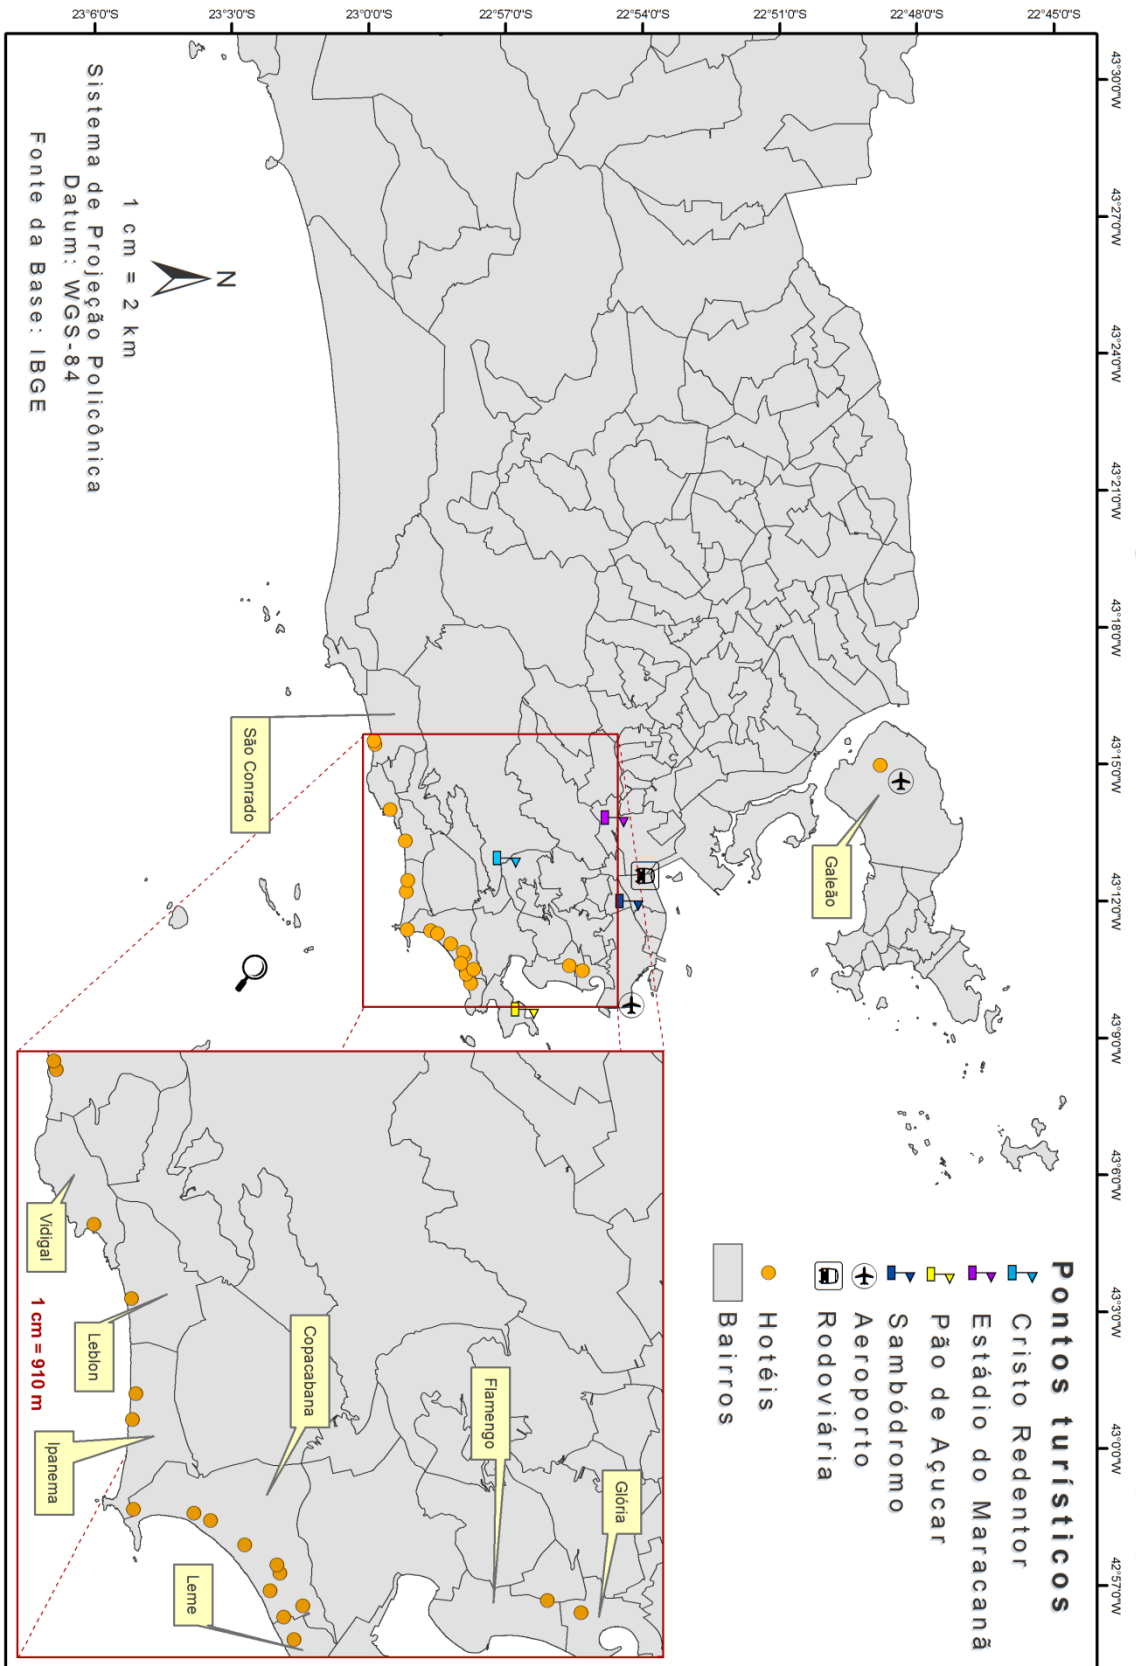 43°30'0"W
43°27'0"W
43°24'0"W
43°21'0"W
43°18'0"W
43°15'0"W
43°12'0"W
43°9'0"W
43°6'0"W
43°3'0"W
43°0'0"W
42°57'0"W
22°45'0"S
22°48'0"S
22°51'0"S
22°54'0"S
22°57'0"S
23°0'0"S
23°3'0"S
23°6'0"S
Pontos turísticos
Cristo Redentor
Estádio do Maracanã
Pão de Açucar
Sambódromo
Aeroporto
Rodoviária
Hotéis
Bairros
Galeão
São Conrado
Glória
Flamengo
Copacabana
Leblon
Ipanema
Vidigal
Leme
1 cm = 910 m
N
1 cm = 2 km
Sistema de Projeção Policônica
Datum: WGS-84
Fonte da Base: IBGE